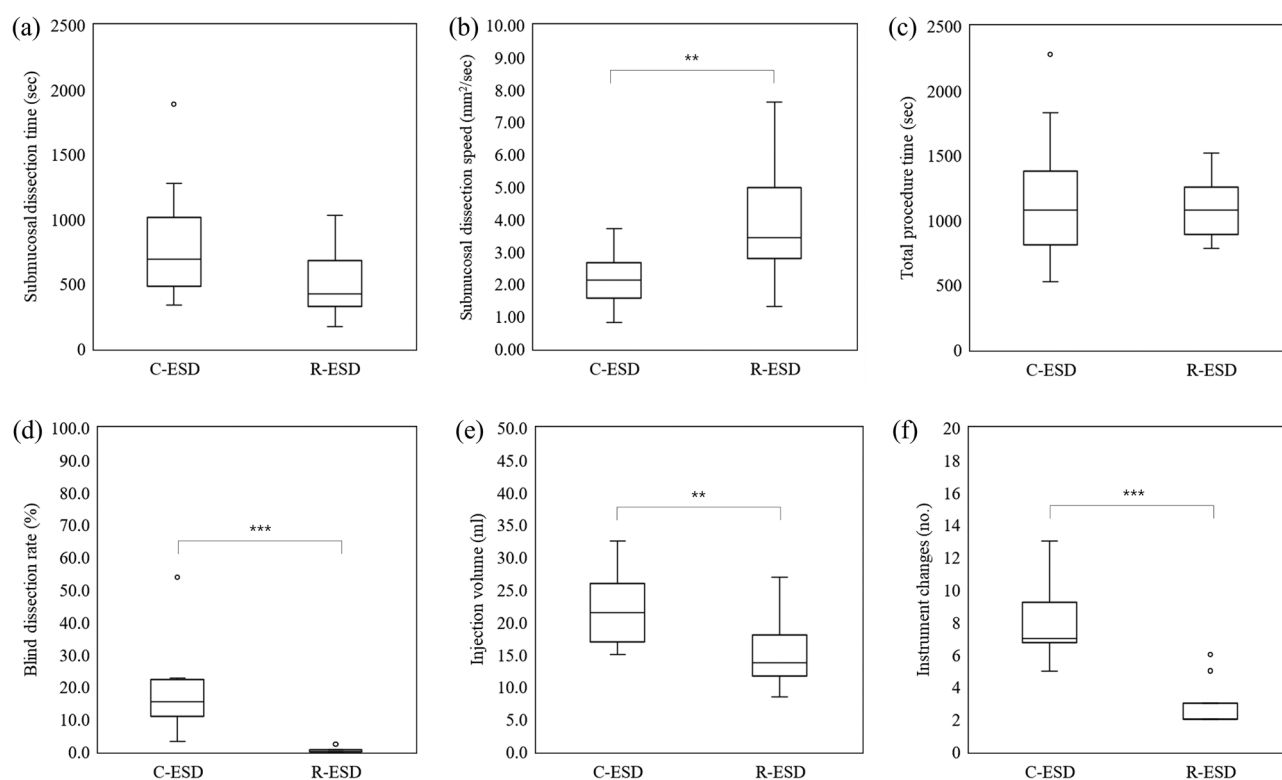 (a)
Submucosal dissection time (sec)
2500
2000
1500
1000
500
0
C-ESD
R-ESD
(b)
Submucosal dissection speed (mm²/sec)
10.00
9.00
8.00
7.00
6.00
5.00
4.00
3.00
2.00
1.00
0.00
**
C-ESD
R-ESD
(c)
Total procedure time (sec)
2500
2000
1500
1000
500
0
C-ESD
R-ESD
(d)
Blind dissection rate (%)
100.0
90.0
80.0
70.0
60.0
50.0
40.0
30.0
20.0
10.0
0.0
***
C-ESD
R-ESD
(e)
Injection volume (ml)
50.0
45.0
40.0
35.0
30.0
25.0
20.0
15.0
10.0
5.0
0.0
**
C-ESD
R-ESD
(f)
Instrument changes (no.)
20
18
16
14
12
10
8
6
4
2
0
***
C-ESD
R-ESD